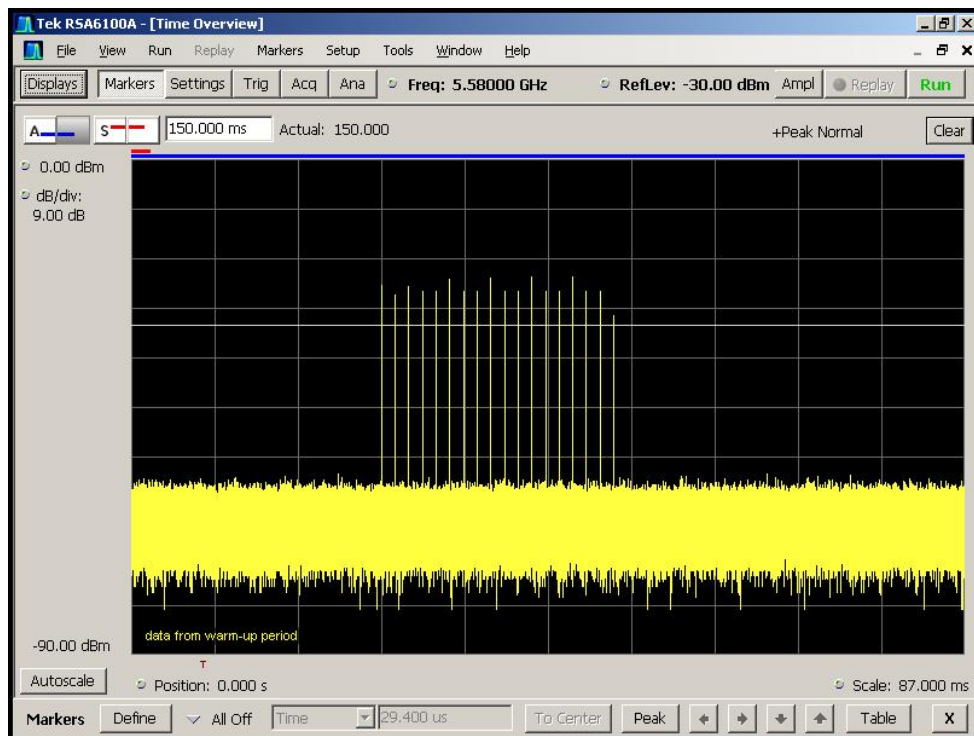 Tek RSA6100A - [Time Overview]
File View Run Replay Markers Setup Tools Window Help
Displays Markers Settings Trig Acq Ana Freq: 5.58000 GHz RefLev: -30.00 dBm Ampl Replay Run
A S 150.000 ms Actual: 150.000 +Peak Normal Clear
0.00 dBm
dB/div:
9.00 dB
-90.00 dBm
data from warm-up period
T
Autoscale Position: 0.000 s Scale: 87.000 ms
Markers Define All Off Time 29.400 us To Center Peak Table X